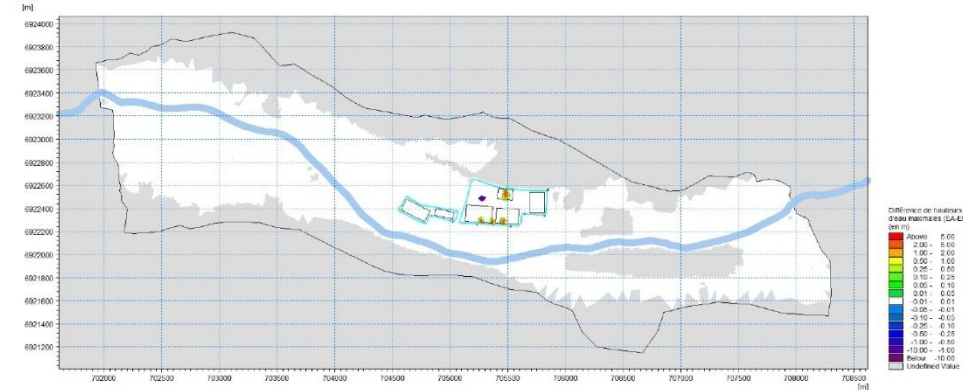 [m]
6924000
6923800
6923600
6923400
6923200
6923000
6922800
6922600
6922400
6922200
6922000
6921800
6921600
6921400
6921200
702000 702500 703000 703500 704000 704500 705000 705500 706000 706500 707000 707500 708000 708500
[m]
Différence de hauteurs
d'eau maximales (EA-EI
(en m)
Above 5.00
2.00 - 5.00
1.00 - 2.00
0.50 - 1.00
0.25 - 0.50
0.10 - 0.25
0.05 - 0.10
0.01 - 0.05
-0.01 - 0.01
-0.05 - -0.01
-0.10 - -0.05
-0.25 - -0.10
-0.50 - -0.25
-1.00 - -0.50
-10.00 - -1.00
Below -10.00
Undefined Value